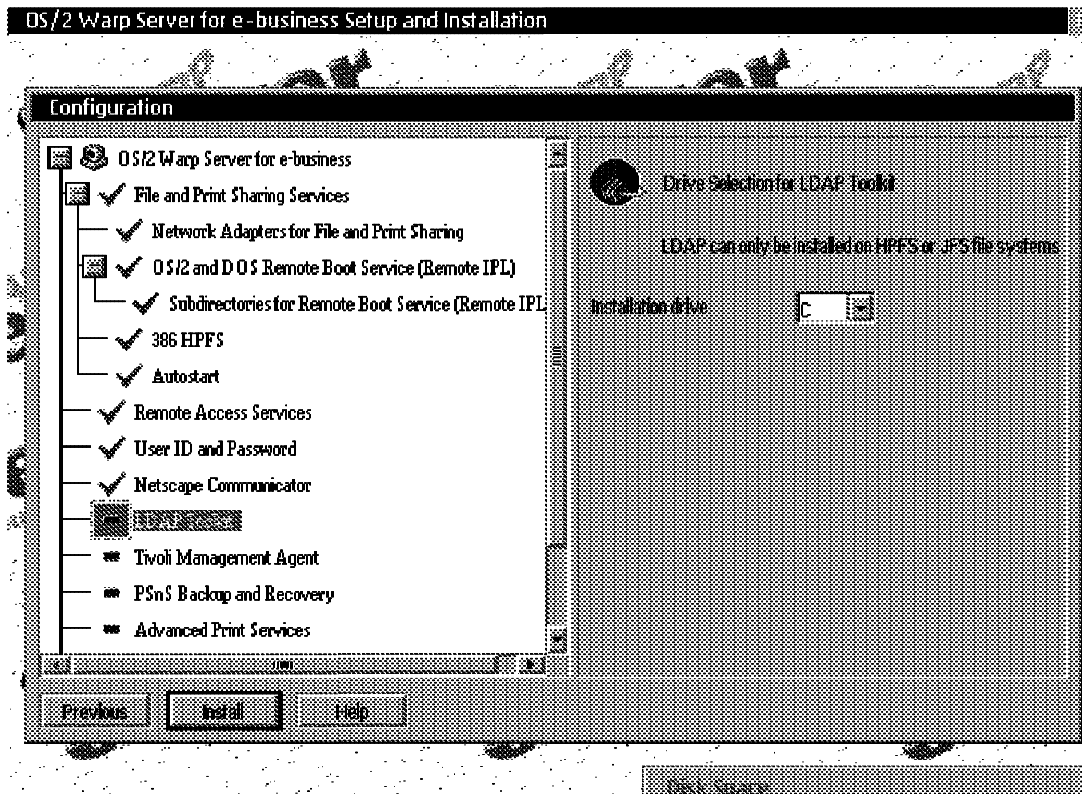 OS/2 Warp Server for e-business Setup and Installation
Configuration
OS/2 Warp Server for e-business
File and Print Sharing Services
Network Adapters for File and Print Sharing
OS/2 and DOS Remote Boot Service (Remote IPL)
Subdirectories for Remote Boot Service (Remote IPL
386 HPFS
Autostart
Remote Access Services
User ID and Password
Netscape Communicator
LDAP Toolkit
Tivoli Management Agent
PSnS Backup and Recovery
Advanced Print Services
Drive Selection for LDAP Toolkit
LDAP can only be installed on HPFS or JFS file systems
Installation drive
C
Previous
Install
Help
Disk Space